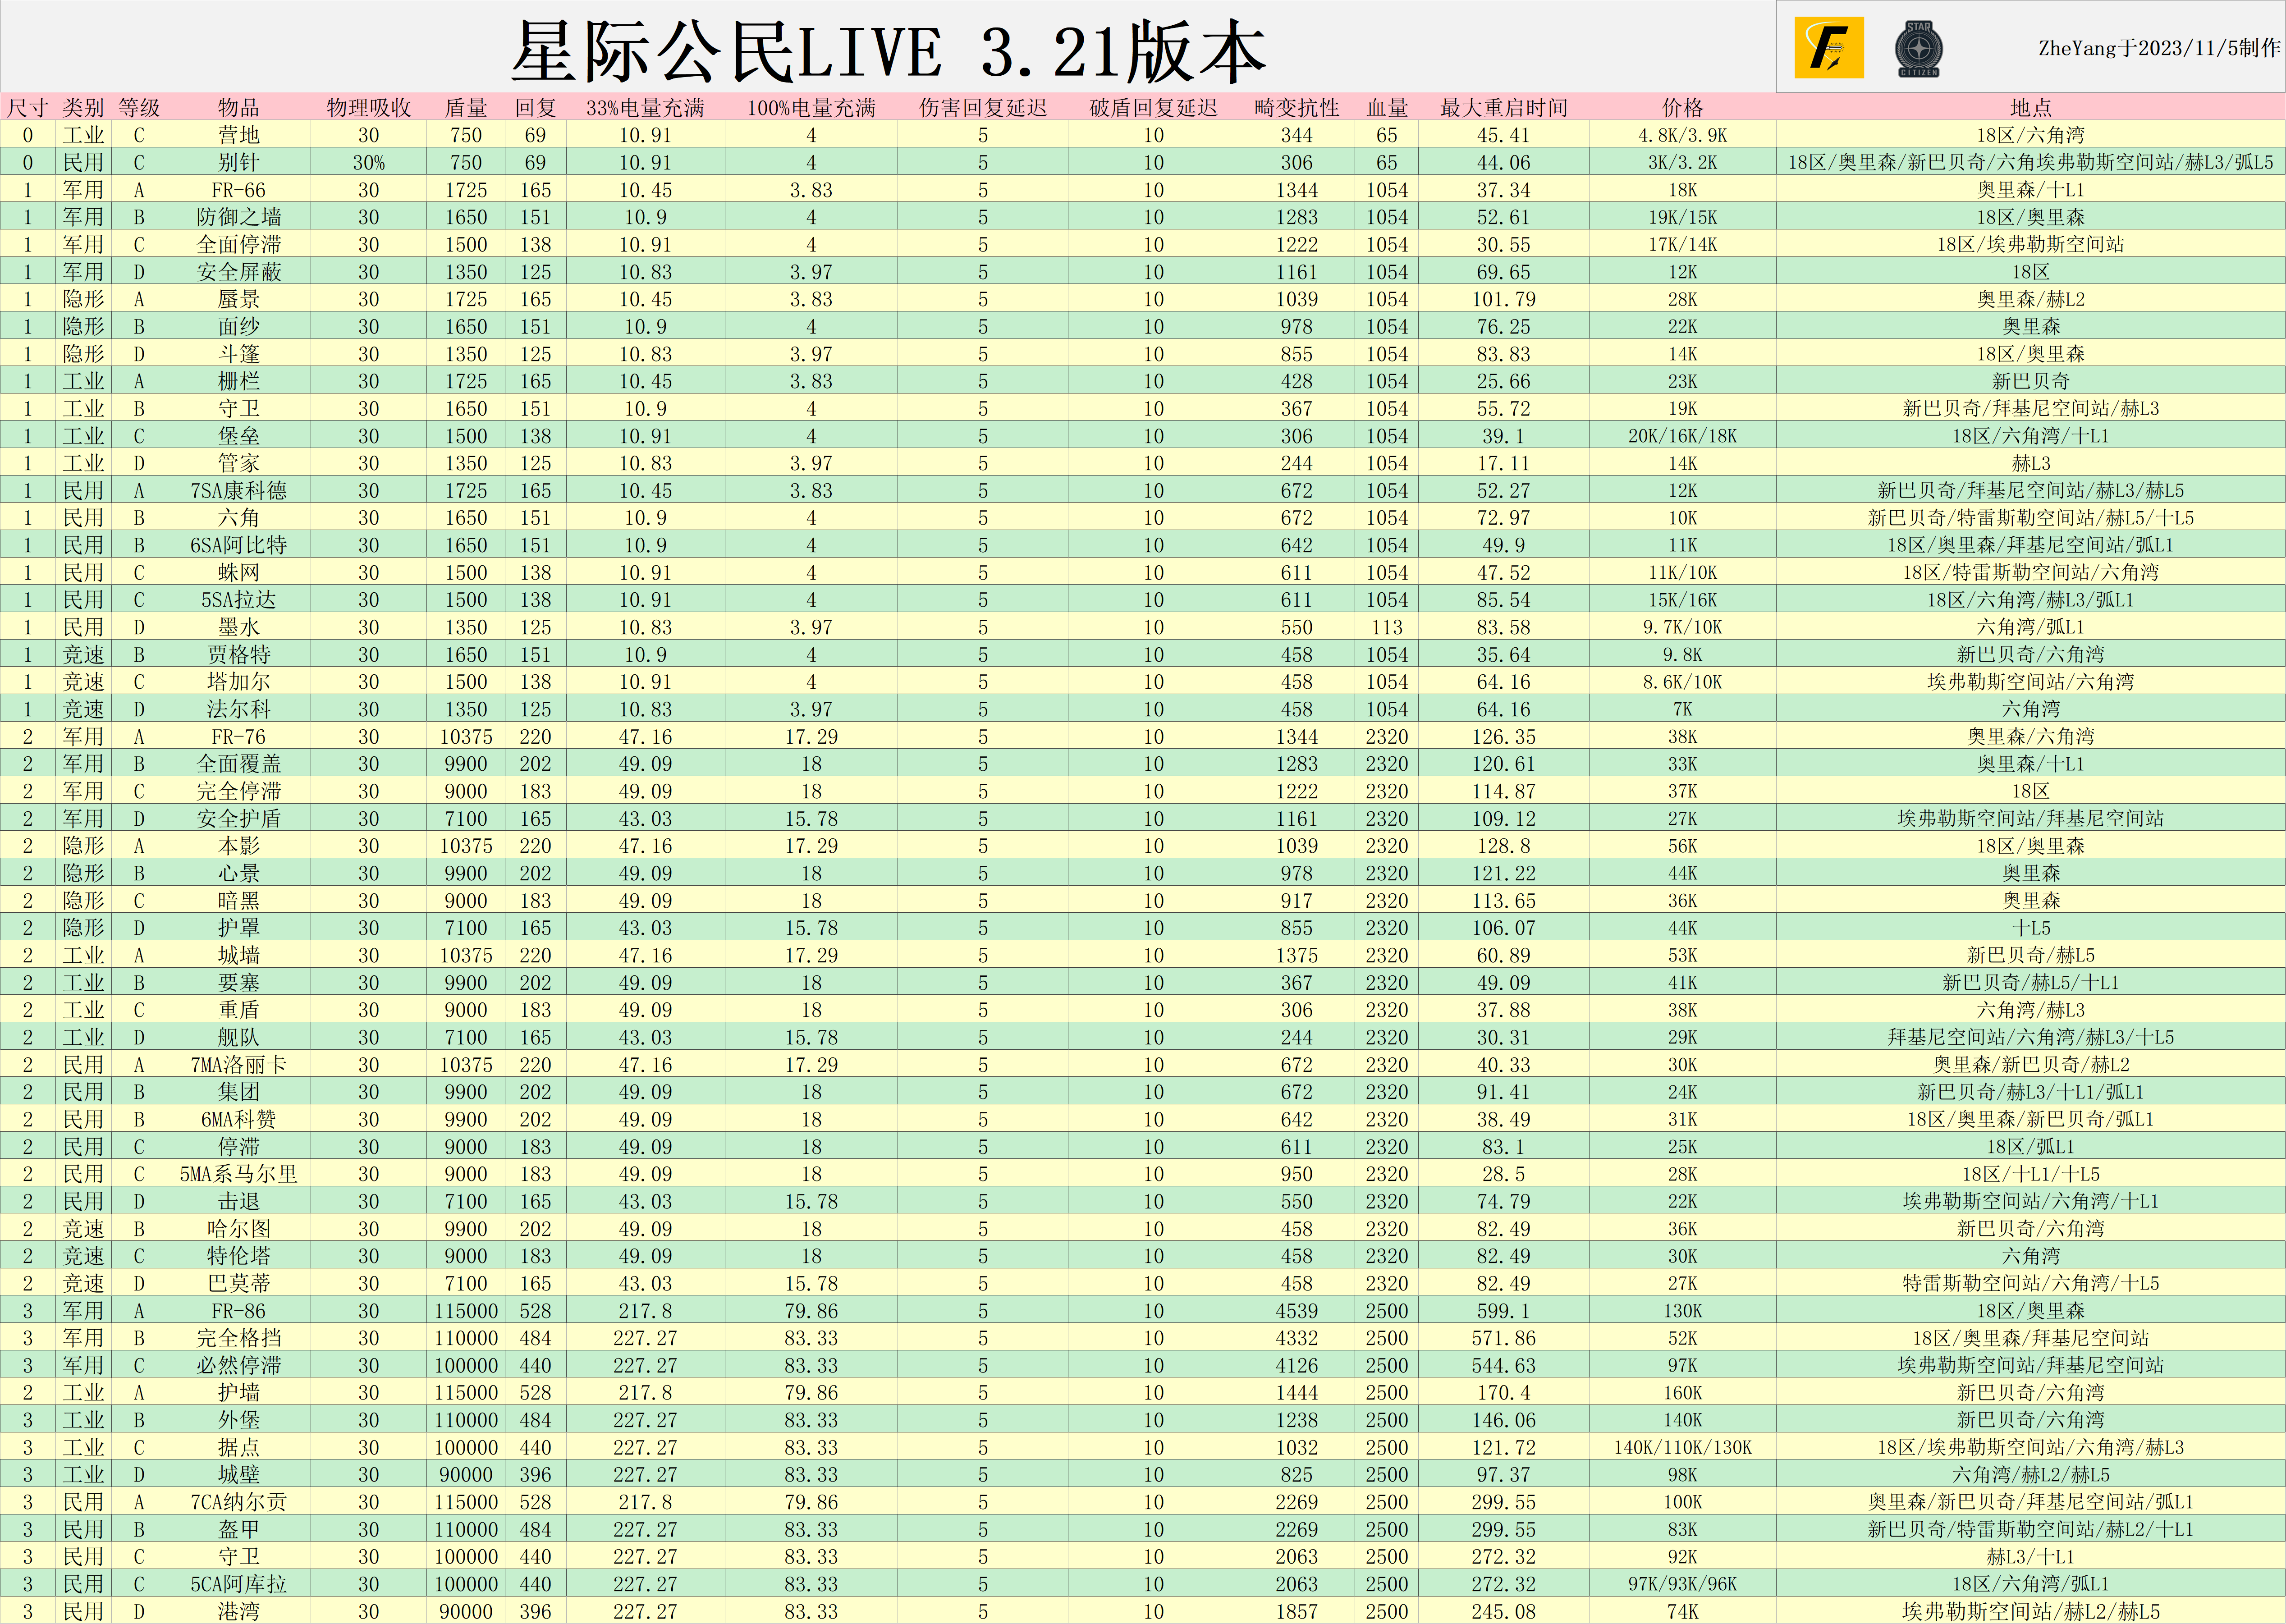 星际公民LIVE 3.21版本
F
STAR
CITIZEN
ZheYang于2023/11/5制作
尺寸 类别 等级 物品 物理吸收 盾量 回复 33%电量充满 100%电量充满 伤害回复延迟 破盾回复延迟 畸变抗性 血量 最大重启时间 价格 地点
0 工业 C 营地 30 750 69 10.91 4 5 10 344 65 45.41 4.8K/3.9K 18区/六角湾
0 民用 C 别针 30% 750 69 10.91 4 5 10 306 65 44.06 3K/3.2K 18区/奥里森/新巴贝奇/六角埃弗勒斯空间站/赫L3/弧L5
1 军用 A FR-66 30 1725 165 10.45 3.83 5 10 1344 1054 37.34 18K 奥里森/十L1
1 军用 B 防御之墙 30 1650 151 10.9 4 5 10 1283 1054 52.61 19K/15K 18区/奥里森
1 军用 C 全面停滞 30 1500 138 10.91 4 5 10 1222 1054 30.55 17K/14K 18区/埃弗勒斯空间站
1 军用 D 安全屏蔽 30 1350 125 10.83 3.97 5 10 1161 1054 69.65 12K 18区
1 隐形 A 蜃景 30 1725 165 10.45 3.83 5 10 1039 1054 101.79 28K 奥里森/赫L2
1 隐形 B 面纱 30 1650 151 10.9 4 5 10 978 1054 76.25 22K 奥里森
1 隐形 D 斗篷 30 1350 125 10.83 3.97 5 10 855 1054 83.83 14K 18区/奥里森
1 工业 A 栅栏 30 1725 165 10.45 3.83 5 10 428 1054 25.66 23K 新巴贝奇
1 工业 B 守卫 30 1650 151 10.9 4 5 10 367 1054 55.72 19K 新巴贝奇/拜基尼空间站/赫L3
1 工业 C 堡垒 30 1500 138 10.91 4 5 10 306 1054 39.1 20K/16K/18K 18区/六角湾/十L1
1 工业 D 管家 30 1350 125 10.83 3.97 5 10 244 1054 17.11 14K 赫L3
1 民用 A 7SA康科德 30 1725 165 10.45 3.83 5 10 672 1054 52.27 12K 新巴贝奇/拜基尼空间站/赫L3/赫L5
1 民用 B 六角 30 1650 151 10.9 4 5 10 672 1054 72.97 10K 新巴贝奇/特雷斯勒空间站/赫L5/十L5
1 民用 B 6SA阿比特 30 1650 151 10.9 4 5 10 642 1054 49.9 11K 18区/奥里森/拜基尼空间站/弧L1
1 民用 C 蛛网 30 1500 138 10.91 4 5 10 611 1054 47.52 11K/10K 18区/特雷斯勒空间站/六角湾
1 民用 C 5SA拉达 30 1500 138 10.91 4 5 10 611 1054 85.54 15K/16K 18区/六角湾/赫L3/弧L1
1 民用 D 墨水 30 1350 125 10.83 3.97 5 10 550 113 83.58 9.7K/10K 六角湾/弧L1
1 竞速 B 贾格特 30 1650 151 10.9 4 5 10 458 1054 35.64 9.8K 新巴贝奇/六角湾
1 竞速 C 塔加尔 30 1500 138 10.91 4 5 10 458 1054 64.16 8.6K/10K 埃弗勒斯空间站/六角湾
1 竞速 D 法尔科 30 1350 125 10.83 3.97 5 10 458 1054 64.16 7K 六角湾
2 军用 A FR-76 30 10375 220 47.16 17.29 5 10 1344 2320 126.35 38K 奥里森/六角湾
2 军用 B 全面覆盖 30 9900 202 49.09 18 5 10 1283 2320 120.61 33K 奥里森/十L1
2 军用 C 完全停滞 30 9000 183 49.09 18 5 10 1222 2320 114.87 37K 18区
2 军用 D 安全护盾 30 7100 165 43.03 15.78 5 10 1161 2320 109.12 27K 埃弗勒斯空间站/拜基尼空间站
2 隐形 A 本影 30 10375 220 47.16 17.29 5 10 1039 2320 128.8 56K 18区/奥里森
2 隐形 B 心景 30 9900 202 49.09 18 5 10 978 2320 121.22 44K 奥里森
2 隐形 C 暗黑 30 9000 183 49.09 18 5 10 917 2320 113.65 36K 奥里森
2 隐形 D 护罩 30 7100 165 43.03 15.78 5 10 855 2320 106.07 44K 十L5
2 工业 A 城墙 30 10375 220 47.16 17.29 5 10 1375 2320 60.89 53K 新巴贝奇/赫L5
2 工业 B 要塞 30 9900 202 49.09 18 5 10 367 2320 49.09 41K 新巴贝奇/赫L5/十L1
2 工业 C 重盾 30 9000 183 49.09 18 5 10 306 2320 37.88 38K 六角湾/赫L3
2 工业 D 舰队 30 7100 165 43.03 15.78 5 10 244 2320 30.31 29K 拜基尼空间站/六角湾/赫L3/十L5
2 民用 A 7MA洛丽卡 30 10375 220 47.16 17.29 5 10 672 2320 40.33 30K 奥里森/新巴贝奇/赫L2
2 民用 B 集团 30 9900 202 49.09 18 5 10 672 2320 91.41 24K 新巴贝奇/赫L3/十L1/弧L1
2 民用 B 6MA科赞 30 9900 202 49.09 18 5 10 642 2320 38.49 31K 18区/奥里森/新巴贝奇/弧L1
2 民用 C 停滞 30 9000 183 49.09 18 5 10 611 2320 83.1 25K 18区/弧L1
2 民用 C 5MA系马尔里 30 9000 183 49.09 18 5 10 950 2320 28.5 28K 18区/十L1/十L5
2 民用 D 击退 30 7100 165 43.03 15.78 5 10 550 2320 74.79 22K 埃弗勒斯空间站/六角湾/十L1
2 竞速 B 哈尔图 30 9900 202 49.09 18 5 10 458 2320 82.49 36K 新巴贝奇/六角湾
2 竞速 C 特伦塔 30 9000 183 49.09 18 5 10 458 2320 82.49 30K 六角湾
2 竞速 D 巴莫蒂 30 7100 165 43.03 15.78 5 10 458 2320 82.49 27K 特雷斯勒空间站/六角湾/十L5
3 军用 A FR-86 30 115000 528 217.8 79.86 5 10 4539 2500 599.1 130K 18区/奥里森
3 军用 B 完全格挡 30 110000 484 227.27 83.33 5 10 4332 2500 571.86 52K 18区/奥里森/拜基尼空间站
3 军用 C 必然停滞 30 100000 440 227.27 83.33 5 10 4126 2500 544.63 97K 埃弗勒斯空间站/拜基尼空间站
2 工业 A 护墙 30 115000 528 217.8 79.86 5 10 1444 2500 170.4 160K 新巴贝奇/六角湾
3 工业 B 外堡 30 110000 484 227.27 83.33 5 10 1238 2500 146.06 140K 新巴贝奇/六角湾
3 工业 C 据点 30 100000 440 227.27 83.33 5 10 1032 2500 121.72 140K/110K/130K 18区/埃弗勒斯空间站/六角湾/赫L3
3 工业 D 城壁 30 90000 396 227.27 83.33 5 10 825 2500 97.37 98K 六角湾/赫L2/赫L5
3 民用 A 7CA纳尔贡 30 115000 528 217.8 79.86 5 10 2269 2500 299.55 100K 奥里森/新巴贝奇/拜基尼空间站/弧L1
3 民用 B 盔甲 30 110000 484 227.27 83.33 5 10 2269 2500 299.55 83K 新巴贝奇/特雷斯勒空间站/赫L2/十L1
3 民用 C 守卫 30 100000 440 227.27 83.33 5 10 2063 2500 272.32 92K 赫L3/十L1
3 民用 C 5CA阿库拉 30 100000 440 227.27 83.33 5 10 2063 2500 272.32 97K/93K/96K 18区/六角湾/弧L1
3 民用 D 港湾 30 90000 396 227.27 83.33 5 10 1857 2500 245.08 74K 埃弗勒斯空间站/赫L2/赫L5